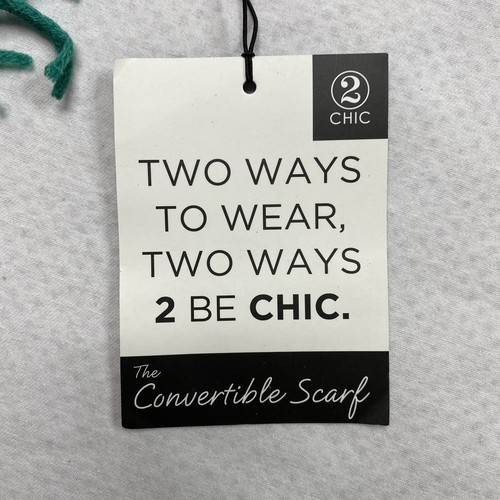 2
CHIC
TWO WAYS
TO WEAR,
TWO WAYS
2 BE CHIC.
The
Convertible Scarf